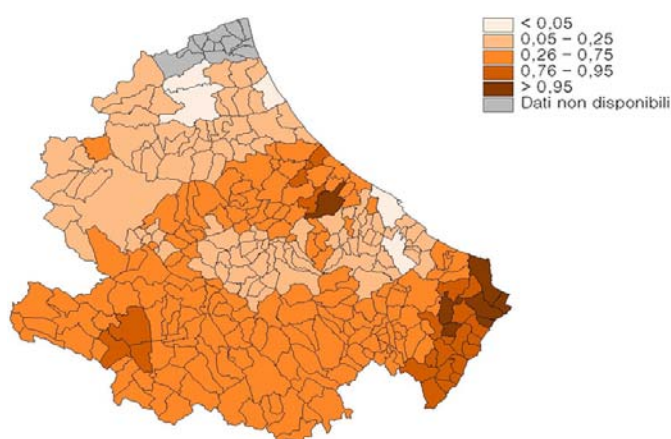 < 0,05
0,05 – 0,25
0,26 – 0,75
0,76 – 0,95
> 0,95
Dati non disponibili